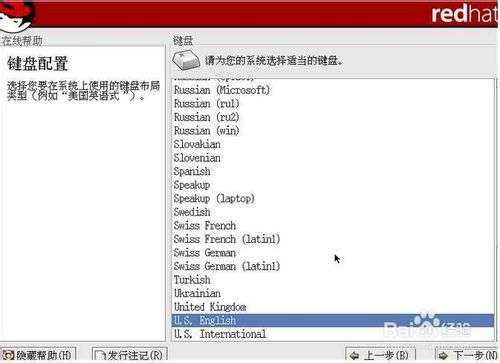 redhat
在线帮助
键盘配置
选择您要在系统上使用的键盘布局
类型(例如“美国英语式”)。
键盘
请为您的系统选择适当的键盘。
Russian (Microsoft)
Russian (ru1)
Russian (ru2)
Russian (win)
Slovakian
Slovenian
Spanish
Speakup
Speakup (laptop)
Swedish
Swiss French
Swiss French (latin1)
Swiss German
Swiss German (latin1)
Turkish
Ukrainian
United Kingdom
U.S. English
U.S. International
Bai 经验
隐藏帮助(H)
发行注记(R)
上一步(B)
下一步(N)